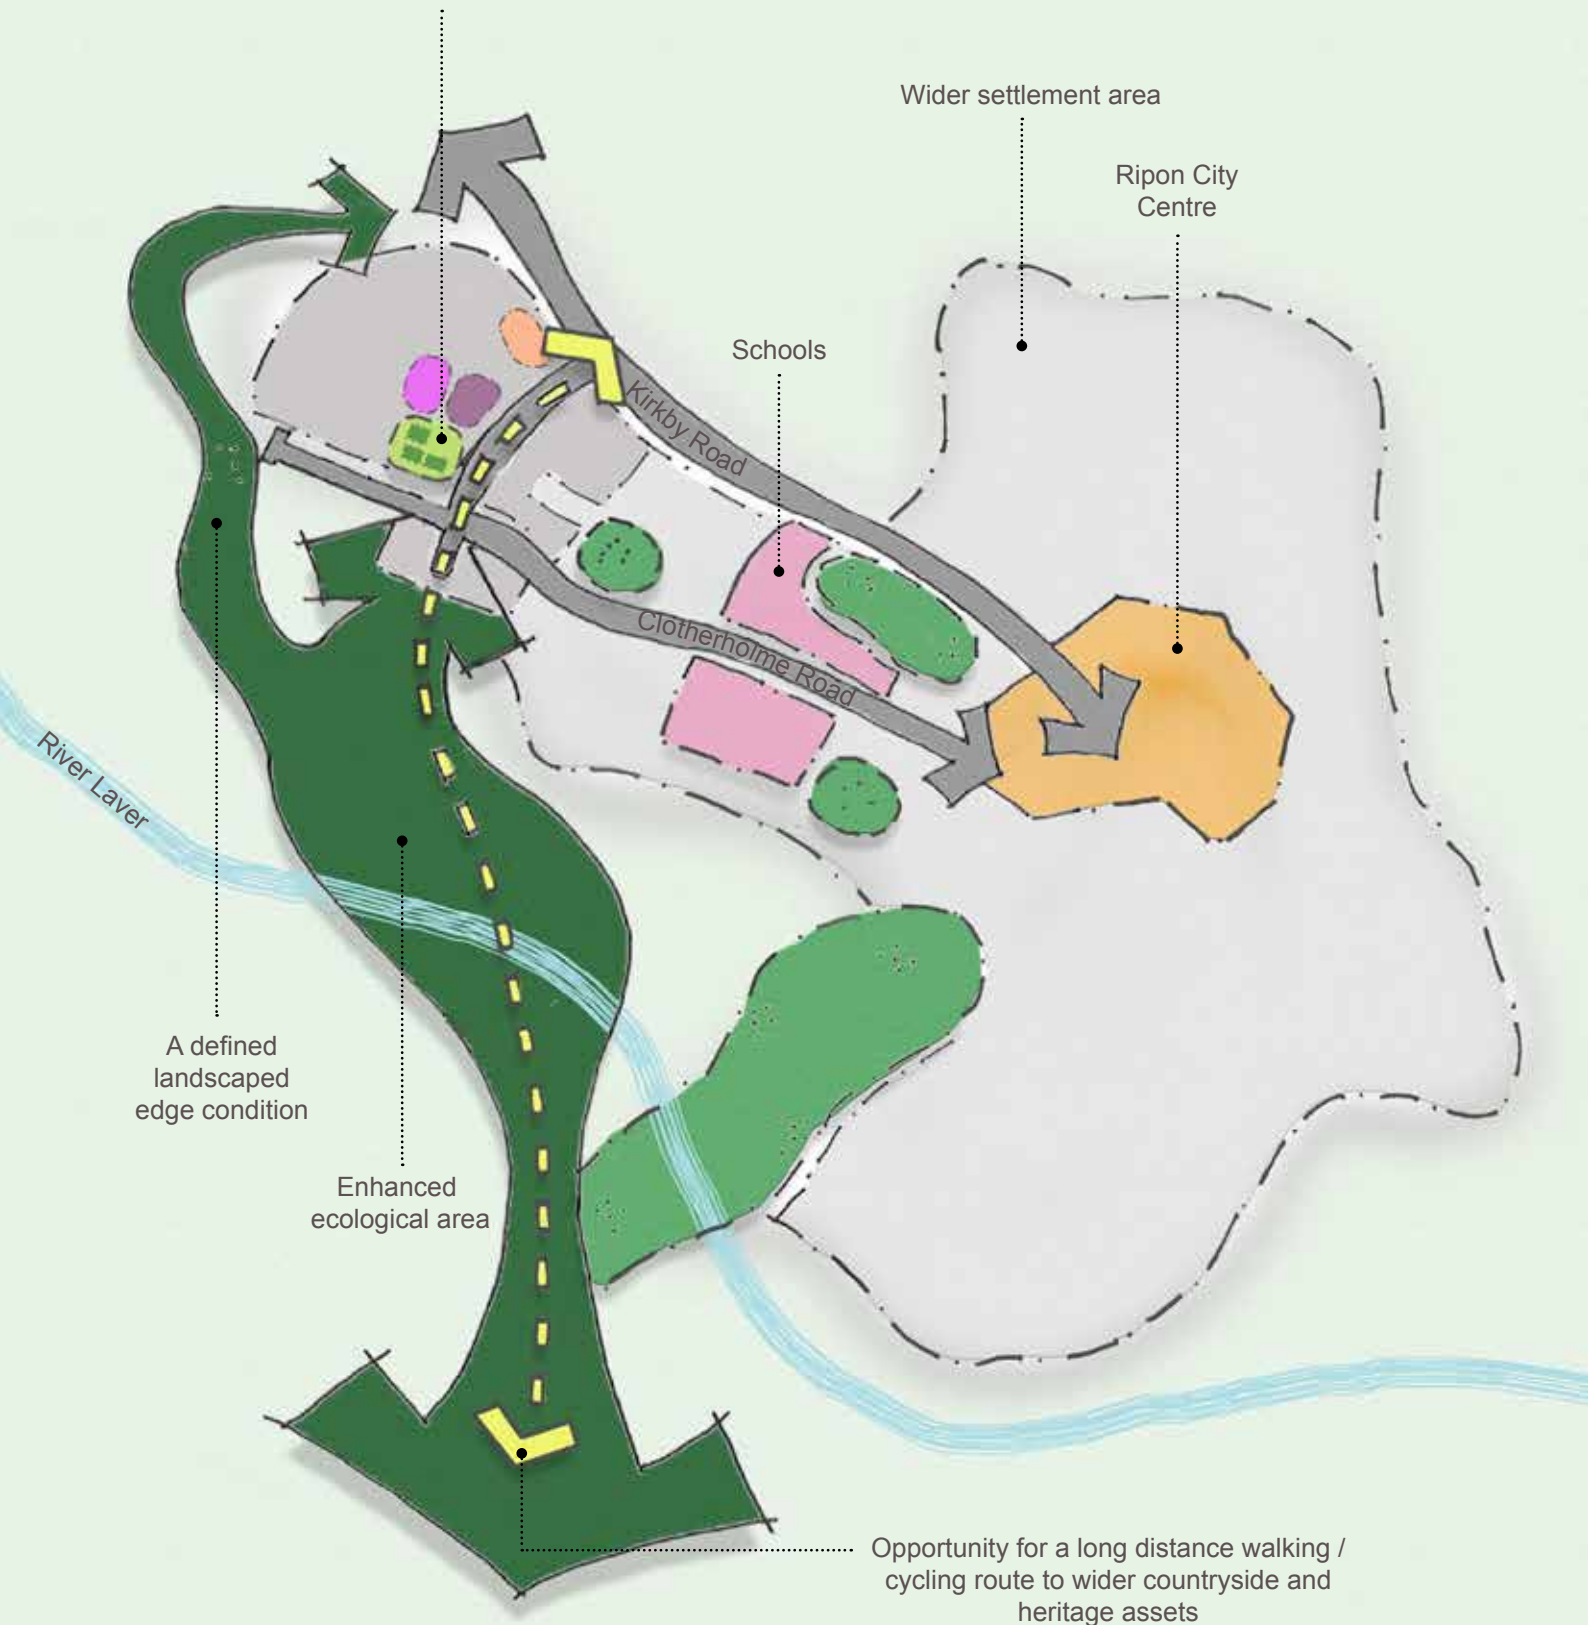 Wider settlement area
Ripon City
Centre
Schools
Kirkby Road
Clotherholme Road
River Laver
A defined
landscaped
edge condition
Enhanced
ecological area
Opportunity for a long distance walking /
cycling route to wider countryside and
heritage assets